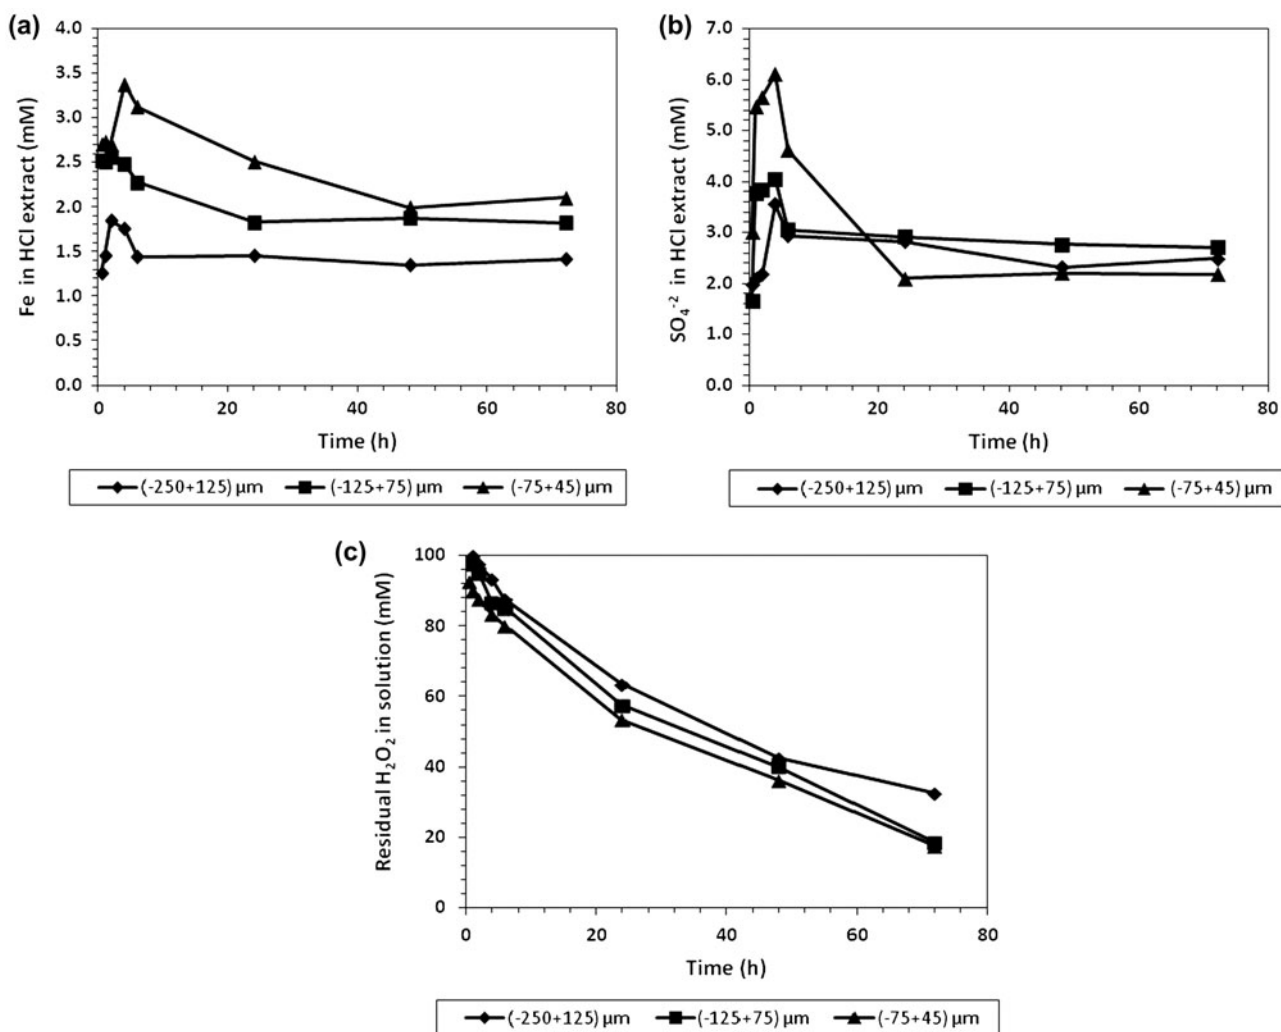 (a)
4.0
3.5
3.0
2.5
2.0
1.5
1.0
0.5
0.0
Fe in HCl extract (mM)
0 20 40 60 80
Time (h)
(-250+125) µm (-125+75) µm (-75+45) µm
(b)
7.0
6.0
5.0
4.0
3.0
2.0
1.0
0.0
SO₄⁻² in HCl extract (mM)
0 20 40 60 80
Time (h)
(-250+125) µm (-125+75) µm (-75+45) µm
(c)
100
80
60
40
20
0
Residual H₂O₂ in solution (mM)
0 20 40 60 80
Time (h)
(-250+125) µm (-125+75) µm (-75+45) µm